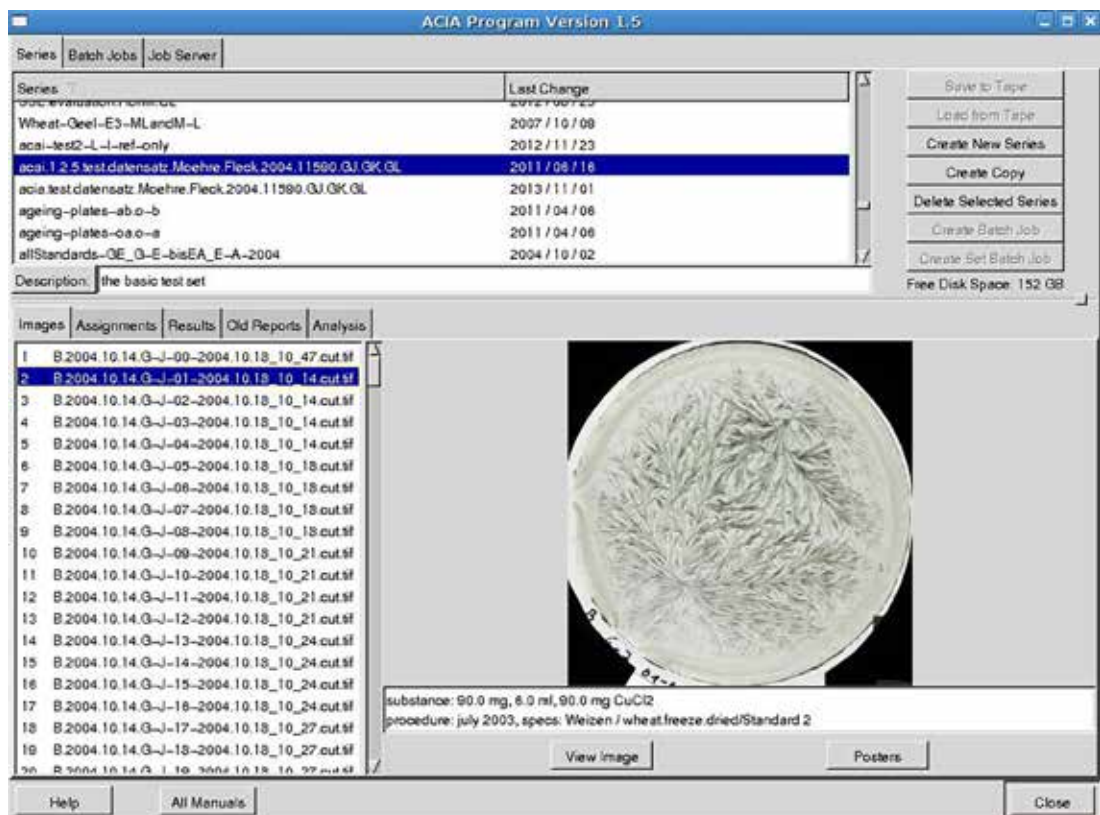 ACIA Program Version 1.5
Series Batch Jobs Job Server
Series Last Change
Wheat-Geel-E3-MLandM-L 2007/10/08
acai-test2-L-I-ref-only 2012/11/23
acai.1.2.5.test.datensatz.Moehre.Fleck.2004.11590.GJ.GK.GL 2011/06/16
acia.test.datensatz.Moehre.Fleck.2004.11590.GJ.GK.GL 2013/11/01
ageing-plates-ab.o-b 2011/04/06
ageing-plates-oa.o-a 2011/04/06
allStandards-GE_G-E-bisEA_E-A-2004 2004/10/02
Description: the basic test set
Save to Tape
Load from Tape
Create New Series
Create Copy
Delete Selected Series
Create Batch Job
Create Set Batch Job
Free Disk Space: 152 GB
Images Assignments Results Old Reports Analysis
1 B.2004.10.14.G-J-00-2004.10.18_10_47.cut.tif
2 B.2004.10.14.G-J-01-2004.10.18_10_14.cut.tif
3 B.2004.10.14.G-J-02-2004.10.18_10_14.cut.tif
4 B.2004.10.14.G-J-03-2004.10.18_10_14.cut.tif
5 B.2004.10.14.G-J-04-2004.10.18_10_14.cut.tif
6 B.2004.10.14.G-J-05-2004.10.18_10_18.cut.tif
7 B.2004.10.14.G-J-06-2004.10.18_10_18.cut.tif
8 B.2004.10.14.G-J-07-2004.10.18_10_18.cut.tif
9 B.2004.10.14.G-J-08-2004.10.18_10_18.cut.tif
10 B.2004.10.14.G-J-09-2004.10.18_10_21.cut.tif
11 B.2004.10.14.G-J-10-2004.10.18_10_21.cut.tif
12 B.2004.10.14.G-J-11-2004.10.18_10_21.cut.tif
13 B.2004.10.14.G-J-12-2004.10.18_10_21.cut.tif
14 B.2004.10.14.G-J-13-2004.10.18_10_24.cut.tif
15 B.2004.10.14.G-J-14-2004.10.18_10_24.cut.tif
16 B.2004.10.14.G-J-15-2004.10.18_10_24.cut.tif
17 B.2004.10.14.G-J-16-2004.10.18_10_24.cut.tif
18 B.2004.10.14.G-J-17-2004.10.18_10_27.cut.tif
19 B.2004.10.14.G-J-18-2004.10.18_10_27.cut.tif
20 B.2004.10.14.G-J-19-2004.10.18_10_27.cut.tif
substance: 90.0 mg, 6.0 ml, 90.0 mg CuCl2
procedure: july 2003, specs: Weizen / wheat.freeze.dried/Standard 2
View Image Posters
Help All Manuals Close